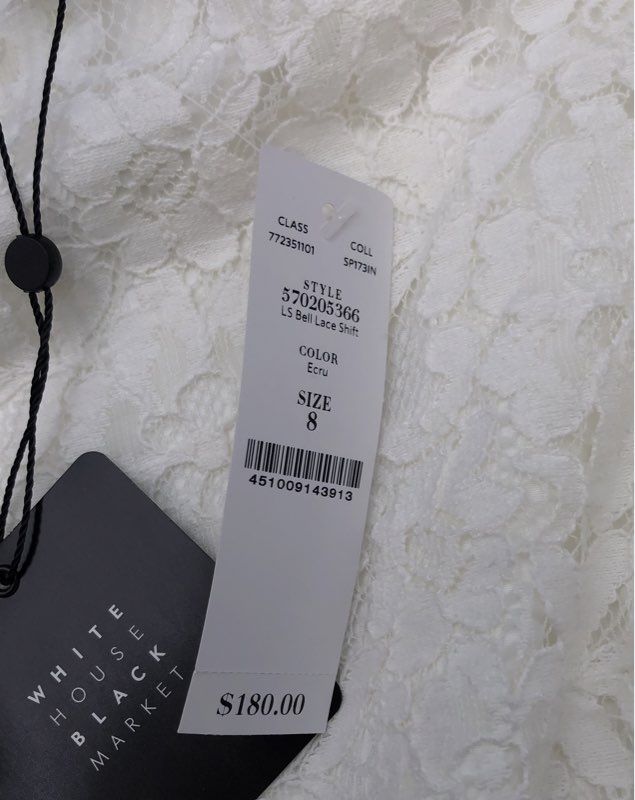 CLASS
772351101
COLL
SP173IN
STYLE
570205366
LS Bell Lace Shift
COLOR
Ecru
SIZE
8
451009143913
$180.00
WHITE
HOUSE
BLACK
MARKET